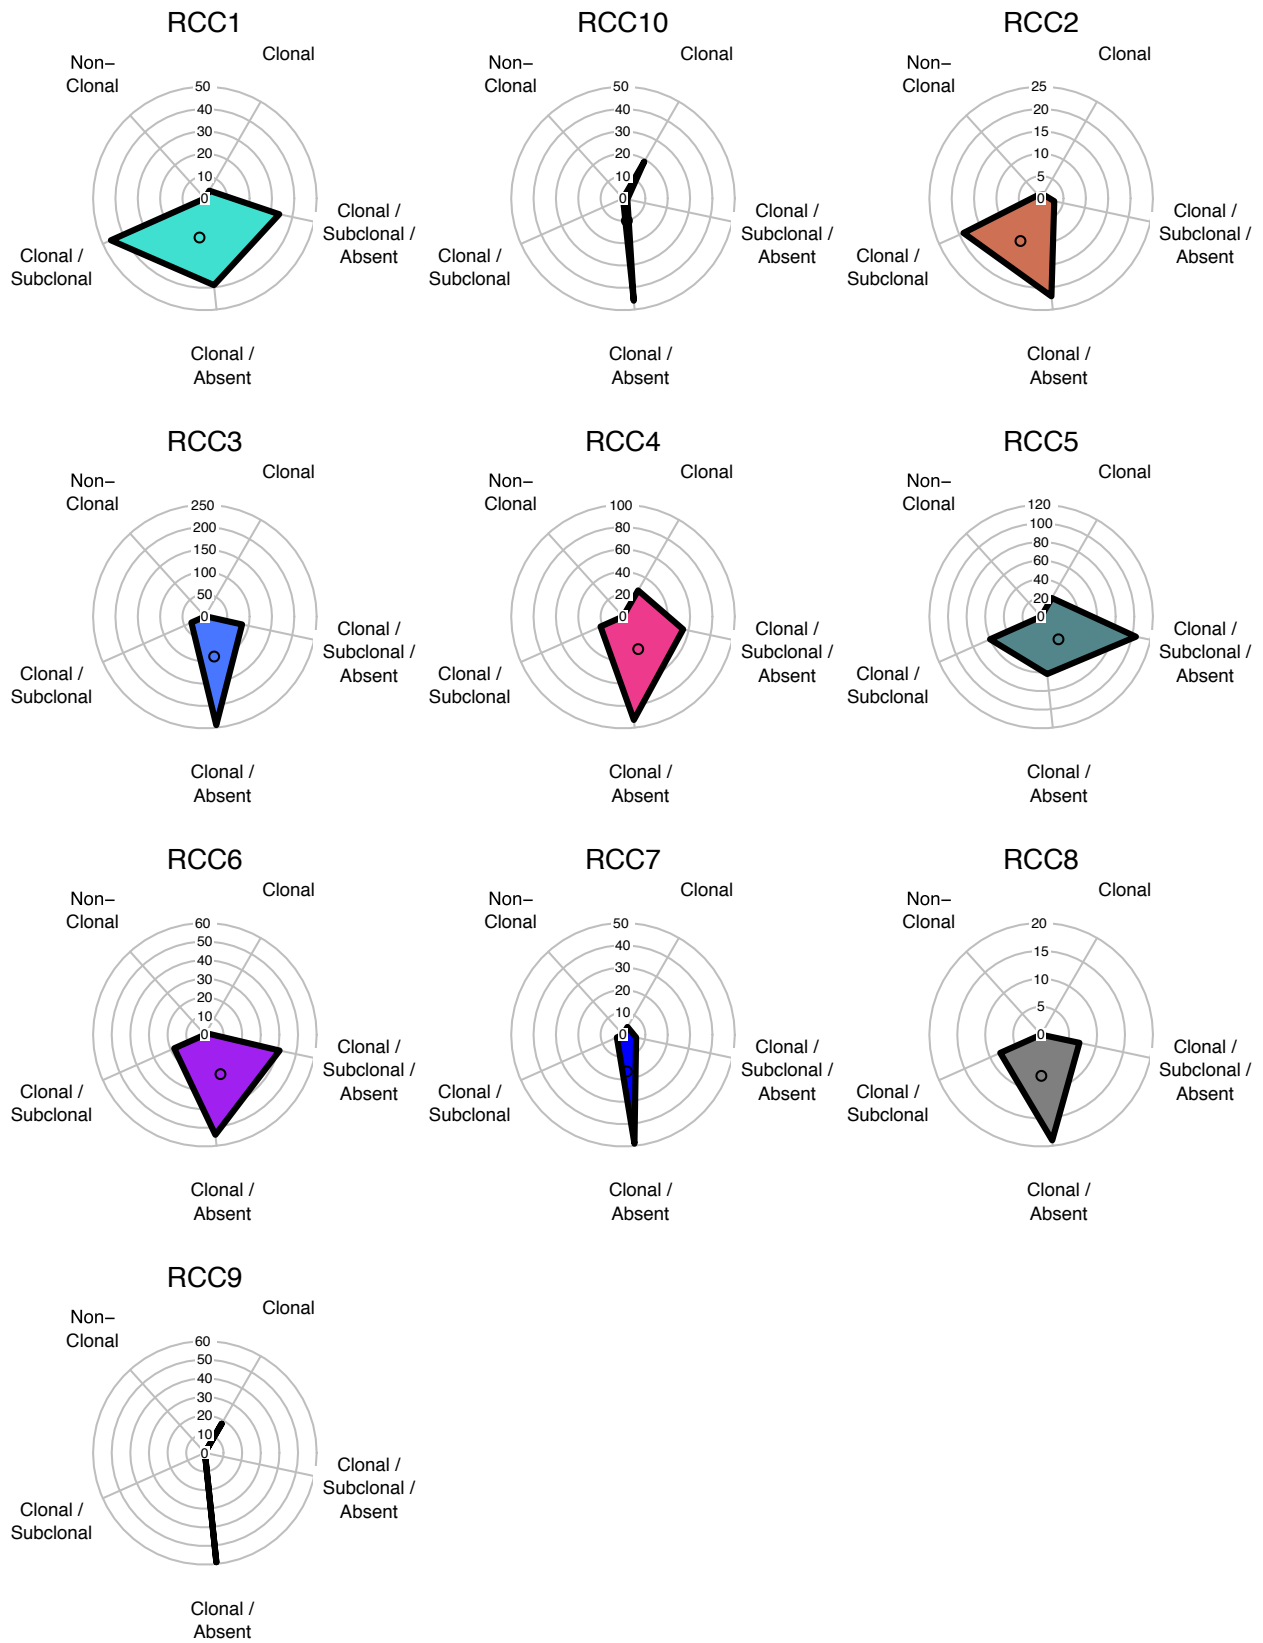 RCC1
RCC10
RCC2
Clonal
Non–
Clonal
50
40
30
20
10
0
Clonal /
Subclonal /
Absent
Clonal /
Subclonal
Clonal /
Absent
Clonal
Non–
Clonal
50
40
30
20
10
0
Clonal /
Subclonal /
Absent
Clonal /
Subclonal
Clonal /
Absent
Clonal
Non–
Clonal
25
20
15
10
5
0
Clonal /
Subclonal /
Absent
Clonal /
Subclonal
Clonal /
Absent
RCC3
RCC4
RCC5
Clonal
Non–
Clonal
250
200
150
100
50
0
Clonal /
Subclonal /
Absent
Clonal /
Subclonal
Clonal /
Absent
Clonal
Non–
Clonal
100
80
60
40
20
0
Clonal /
Subclonal /
Absent
Clonal /
Subclonal
Clonal /
Absent
Clonal
Non–
Clonal
120
100
80
60
40
20
0
Clonal /
Subclonal /
Absent
Clonal /
Subclonal
Clonal /
Absent
RCC6
RCC7
RCC8
Clonal
Non–
Clonal
60
50
40
30
20
10
0
Clonal /
Subclonal /
Absent
Clonal /
Subclonal
Clonal /
Absent
Clonal
Non–
Clonal
50
40
30
20
10
0
Clonal /
Subclonal /
Absent
Clonal /
Subclonal
Clonal /
Absent
Clonal
Non–
Clonal
20
15
10
5
0
Clonal /
Subclonal /
Absent
Clonal /
Subclonal
Clonal /
Absent
RCC9
Clonal
Non–
Clonal
60
50
40
30
20
10
0
Clonal /
Subclonal /
Absent
Clonal /
Subclonal
Clonal /
Absent